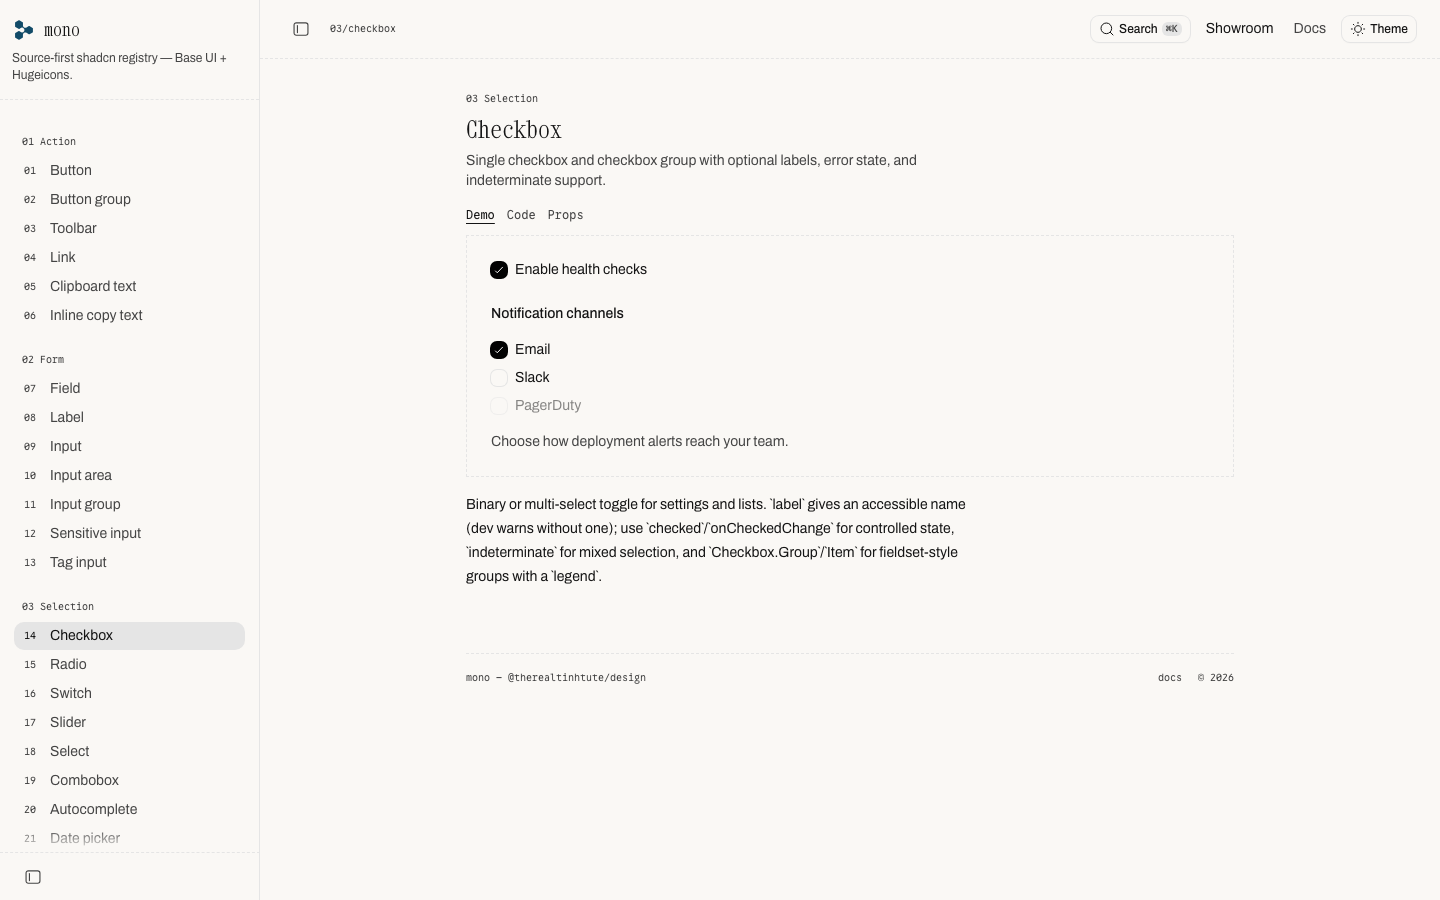 mono
Source-first shadcn registry — Base UI +
Hugeicons.
01 Action
01 Button
02 Button group
03 Toolbar
04 Link
05 Clipboard text
06 Inline copy text
02 Form
07 Field
08 Label
09 Input
10 Input area
11 Input group
12 Sensitive input
13 Tag input
03 Selection
14 Checkbox
15 Radio
16 Switch
17 Slider
18 Select
19 Combobox
20 Autocomplete
21 Date picker
03/checkbox
Search ⌘K
Showroom
Docs
Theme
03 Selection
Checkbox
Single checkbox and checkbox group with optional labels, error state, and
indeterminate support.
Demo Code Props
Enable health checks
Notification channels
Email
Slack
PagerDuty
Choose how deployment alerts reach your team.
Binary or multi-select toggle for settings and lists. `label` gives an accessible name
(dev warns without one); use `checked`/`onCheckedChange` for controlled state,
`indeterminate` for mixed selection, and `Checkbox.Group`/`Item` for fieldset-style
groups with a `legend`.
mono — @therealtinhtute/design
docs © 2026